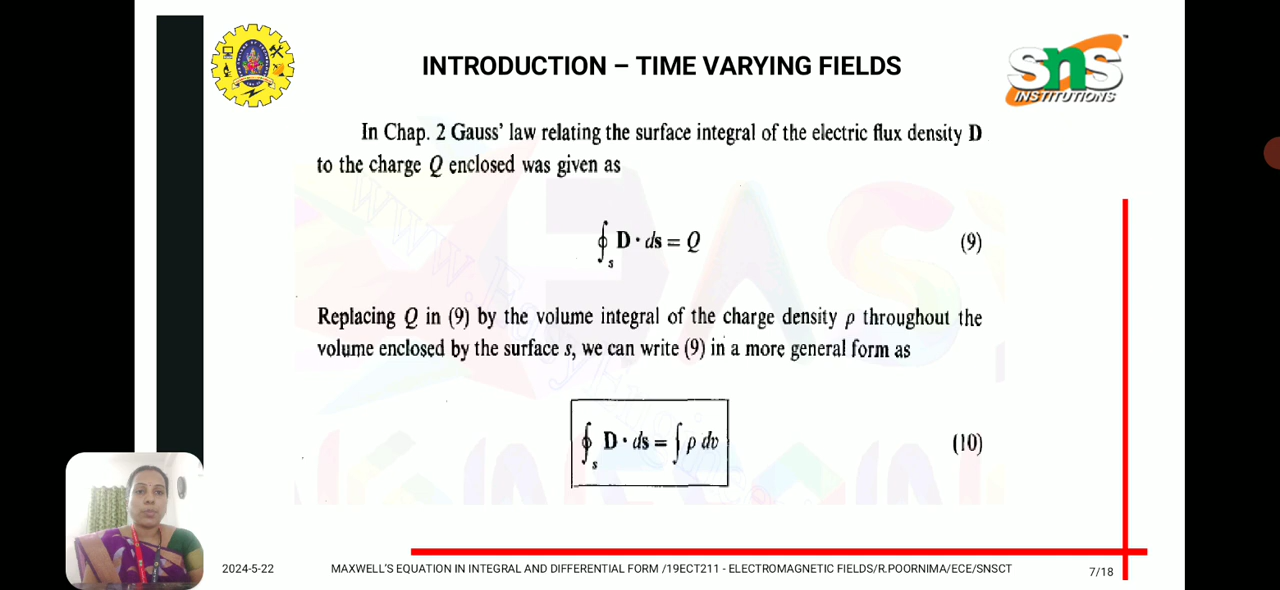 INTRODUCTION – TIME VARYING FIELDS
sns
INSTITUTIONS
In Chap. 2 Gauss' law relating the surface integral of the electric flux density D
to the charge Q enclosed was given as
∮s D · ds = Q (9)
Replacing Q in (9) by the volume integral of the charge density ρ throughout the
volume enclosed by the surface s, we can write (9) in a more general form as
∮s D · ds = ∫ ρ dv (10)
2024-5-22 MAXWELL'S EQUATION IN INTEGRAL AND DIFFERENTIAL FORM /19ECT211 - ELECTROMAGNETIC FIELDS/R.POORNIMA/ECE/SNSCT 7/18